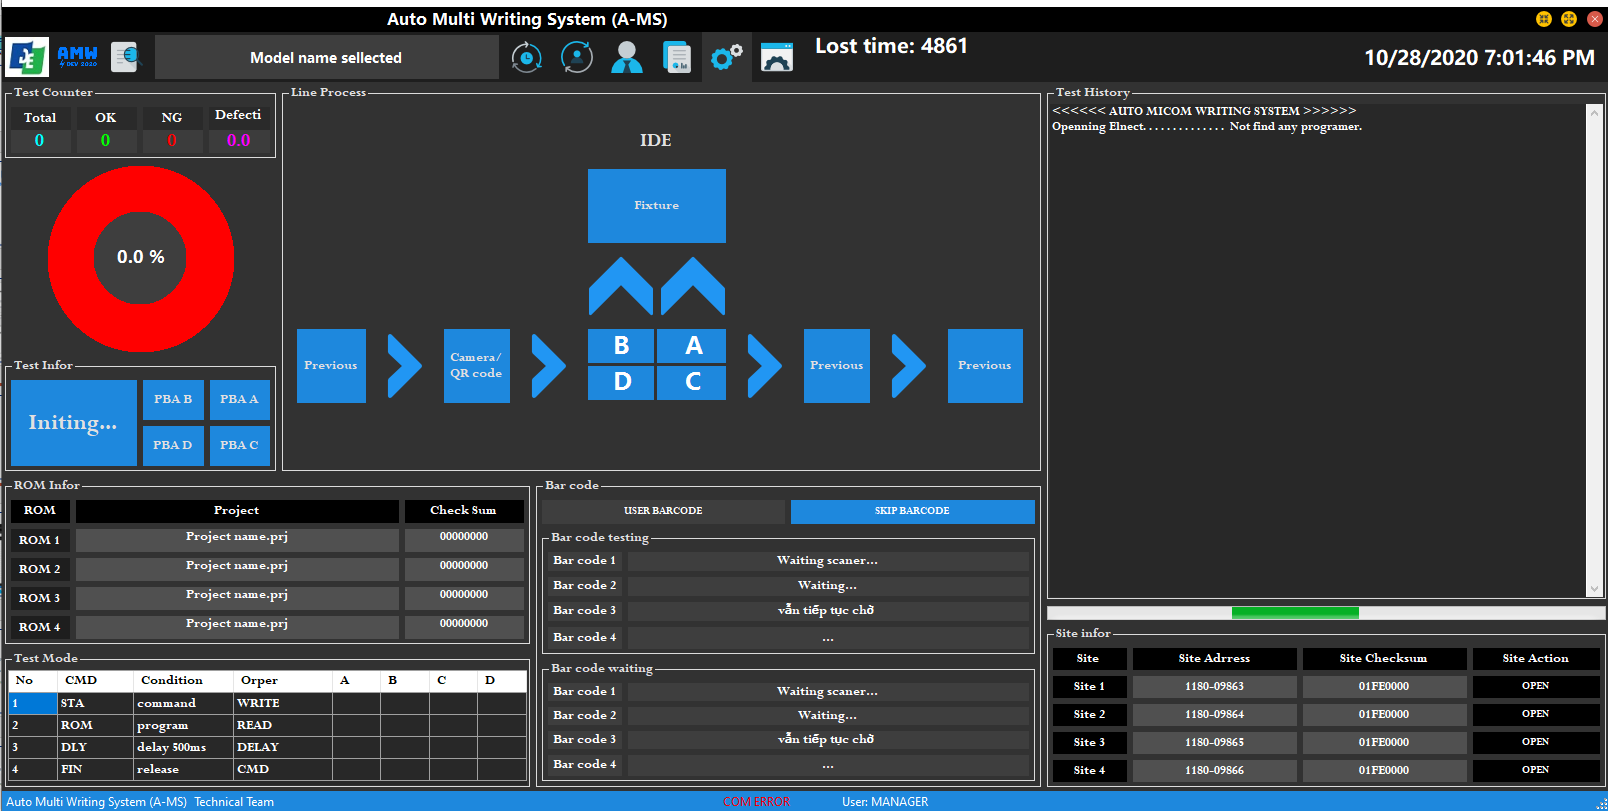 Auto Multi Writing System (A-MS)
AMW
DEV 2020
Model name sellected
Lost time: 4861
10/28/2020 7:01:46 PM
Test Counter
Total OK NG Defecti
0 0 0 0.0
0.0 %
Test Infor
Initing...
PBA B PBA A
PBA D PBA C
Line Process
IDE
Fixture
Previous
Camera/
QR code
B A
D C
Previous
Previous
Test History
<<<<<< AUTO MICOM WRITING SYSTEM >>>>>>
Openning Elnect. . . . . . . . . . . . . Not find any programer.
ROM Infor
ROM Project Check Sum
ROM 1 Project name.prj 00000000
ROM 2 Project name.prj 00000000
ROM 3 Project name.prj 00000000
ROM 4 Project name.prj 00000000
Test Mode
No CMD Condition Orper A B C D
1 STA command WRITE
2 ROM program READ
3 DLY delay 500ms DELAY
4 FIN release CMD
Bar code
USER BARCODE SKIP BARCODE
Bar code testing
Bar code 1 Waiting scaner...
Bar code 2 Waiting...
Bar code 3 vẫn tiếp tục chờ
Bar code 4 ...
Bar code waiting
Bar code 1 Waiting scaner...
Bar code 2 Waiting...
Bar code 3 vẫn tiếp tục chờ
Bar code 4 ...
Site infor
Site Site Adrress Site Checksum Site Action
Site 1 1180-09863 01FE0000 OPEN
Site 2 1180-09864 01FE0000 OPEN
Site 3 1180-09865 01FE0000 OPEN
Site 4 1180-09866 01FE0000 OPEN
Auto Multi Writing System (A-MS) Technical Team COM ERROR User: MANAGER